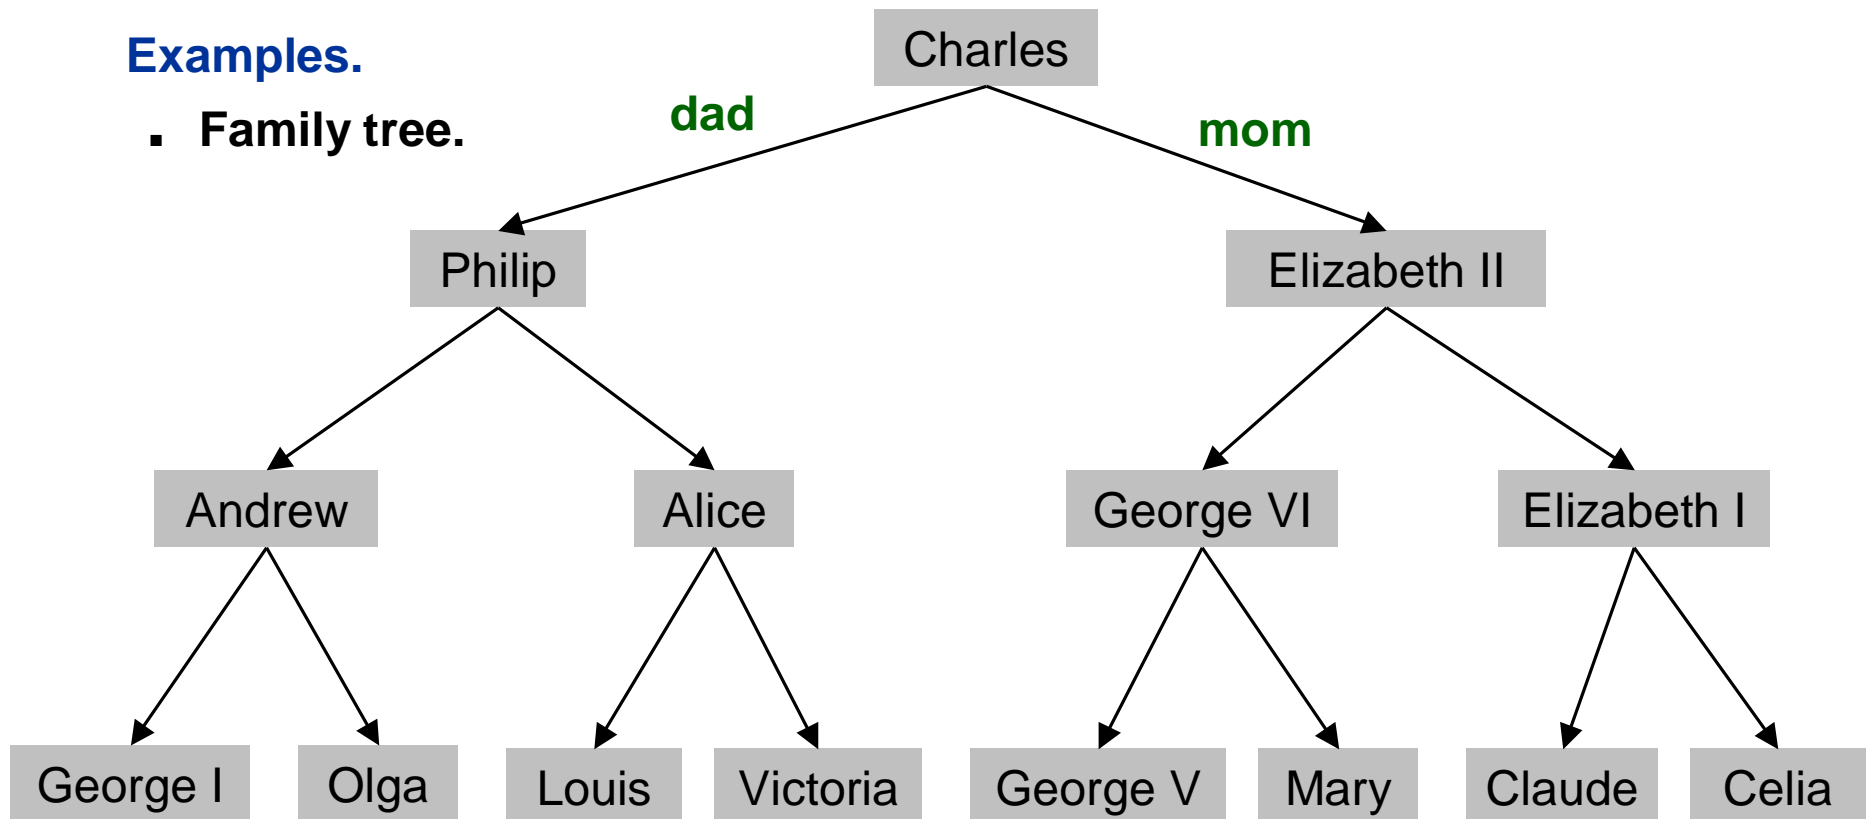 Examples.
Charles
dad
mom
▪ Family tree.
Philip
Elizabeth II
Andrew
Alice
George VI
Elizabeth I
George I
Olga
Louis
Victoria
George V
Mary
Claude
Celia